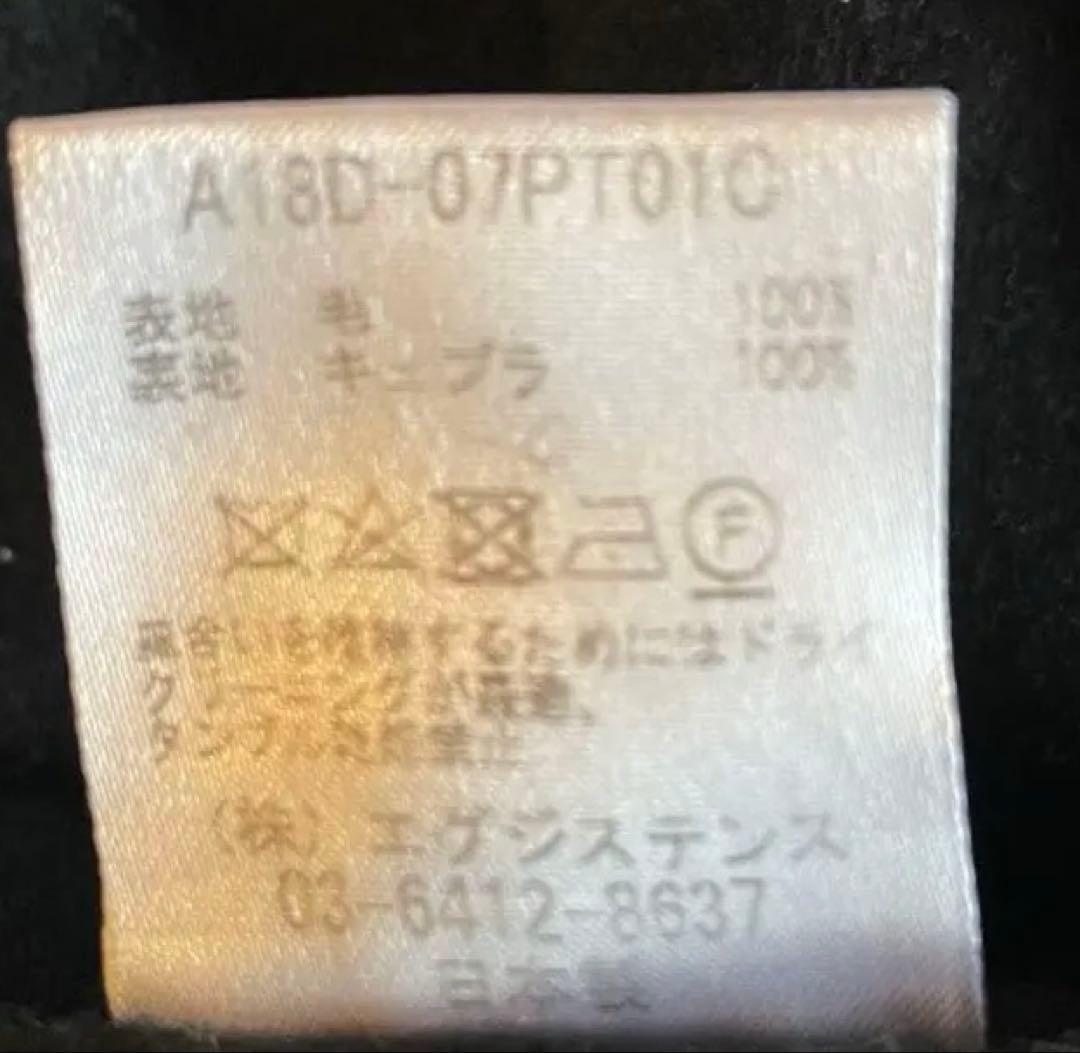 A18D-07PT01C
表地 毛 100%
裏地 キュプラ 100%
F
風合いを維持するためにはドライ
クリーニングが最適。
タンブル乾燥禁止
(株) エグジステンス
03-6412-8637
日本製